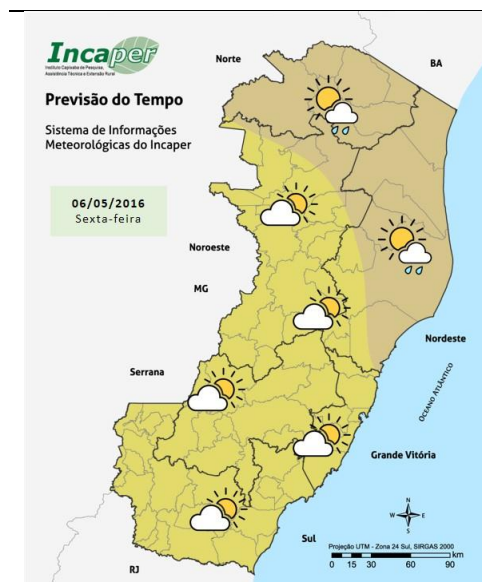 Incaper
Instituto Capixaba de Pesquisa,
Assistência Técnica e Extensão Rural
Previsão do Tempo
Sistema de Informações
Meteorológicas do Incaper
06/05/2016
Sexta-feira
Norte
BA
Noroeste
MG
Nordeste
Serrana
OCEANO ATLÂNTICO
Grande Vitória
Sul
RJ
N
W
E
S
Projeção UTM - Zona 24 Sul, SIRGAS 2000
km
0 15 30 60 90